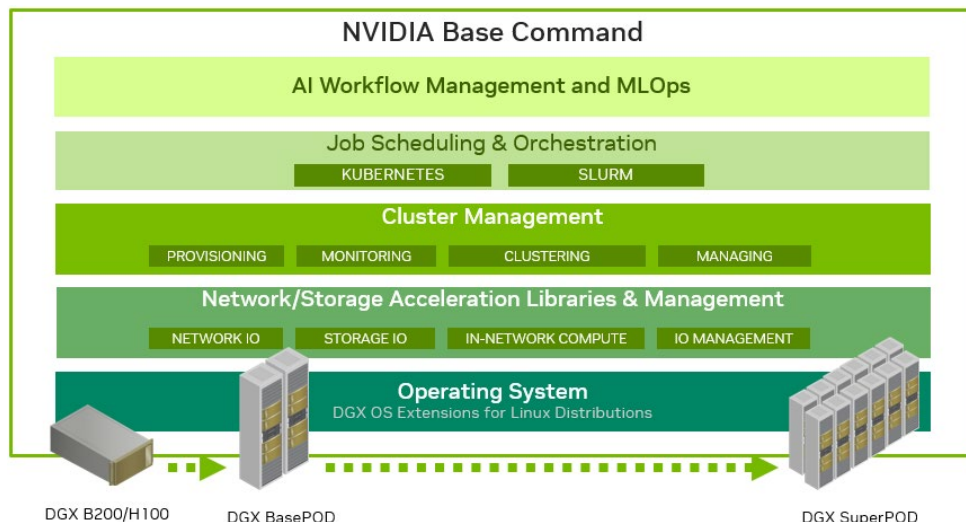 NVIDIA Base Command
AI Workflow Management and MLOps
Job Scheduling & Orchestration
KUBERNETES SLURM
Cluster Management
PROVISIONING MONITORING CLUSTERING MANAGING
Network/Storage Acceleration Libraries & Management
NETWORK IO STORAGE IO IN-NETWORK COMPUTE IO MANAGEMENT
Operating System
DGX OS Extensions for Linux Distributions
DGX B200/H100 DGX BasePOD DGX SuperPOD